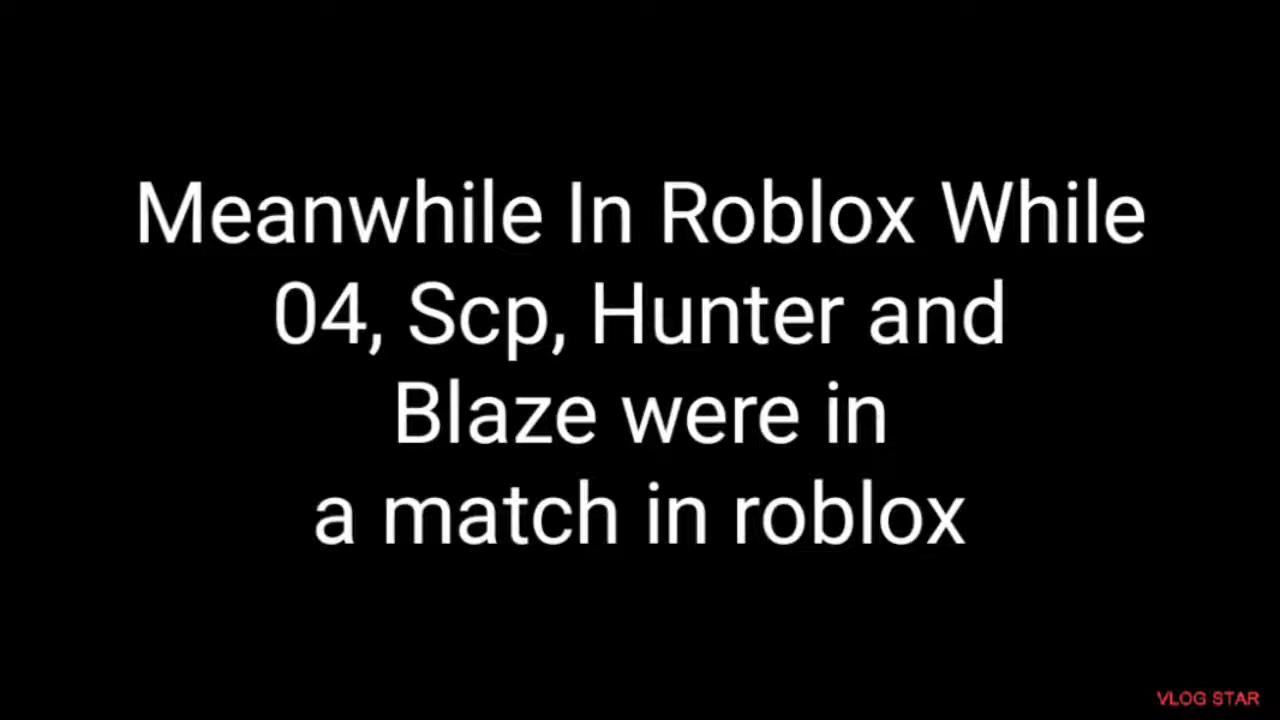 Meanwhile In Roblox While
04, Scp, Hunter and
Blaze were in
a match in roblox
VLOG STAR